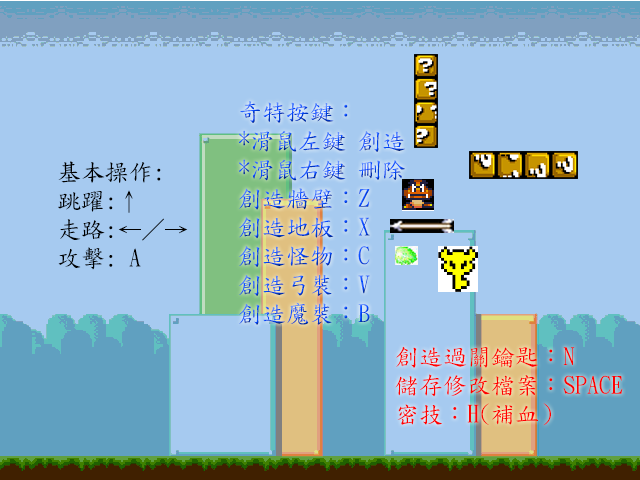 基本操作:
跳躍:↑
走路:←／→
攻擊: A
奇特按鍵：
*滑鼠左鍵 創造
*滑鼠右鍵 刪除
創造牆壁：Z
創造地板：X
創造怪物：C
創造弓裝：V
創造魔裝：B
創造過關鑰匙：N
儲存修改檔案：SPACE
密技：H(補血)